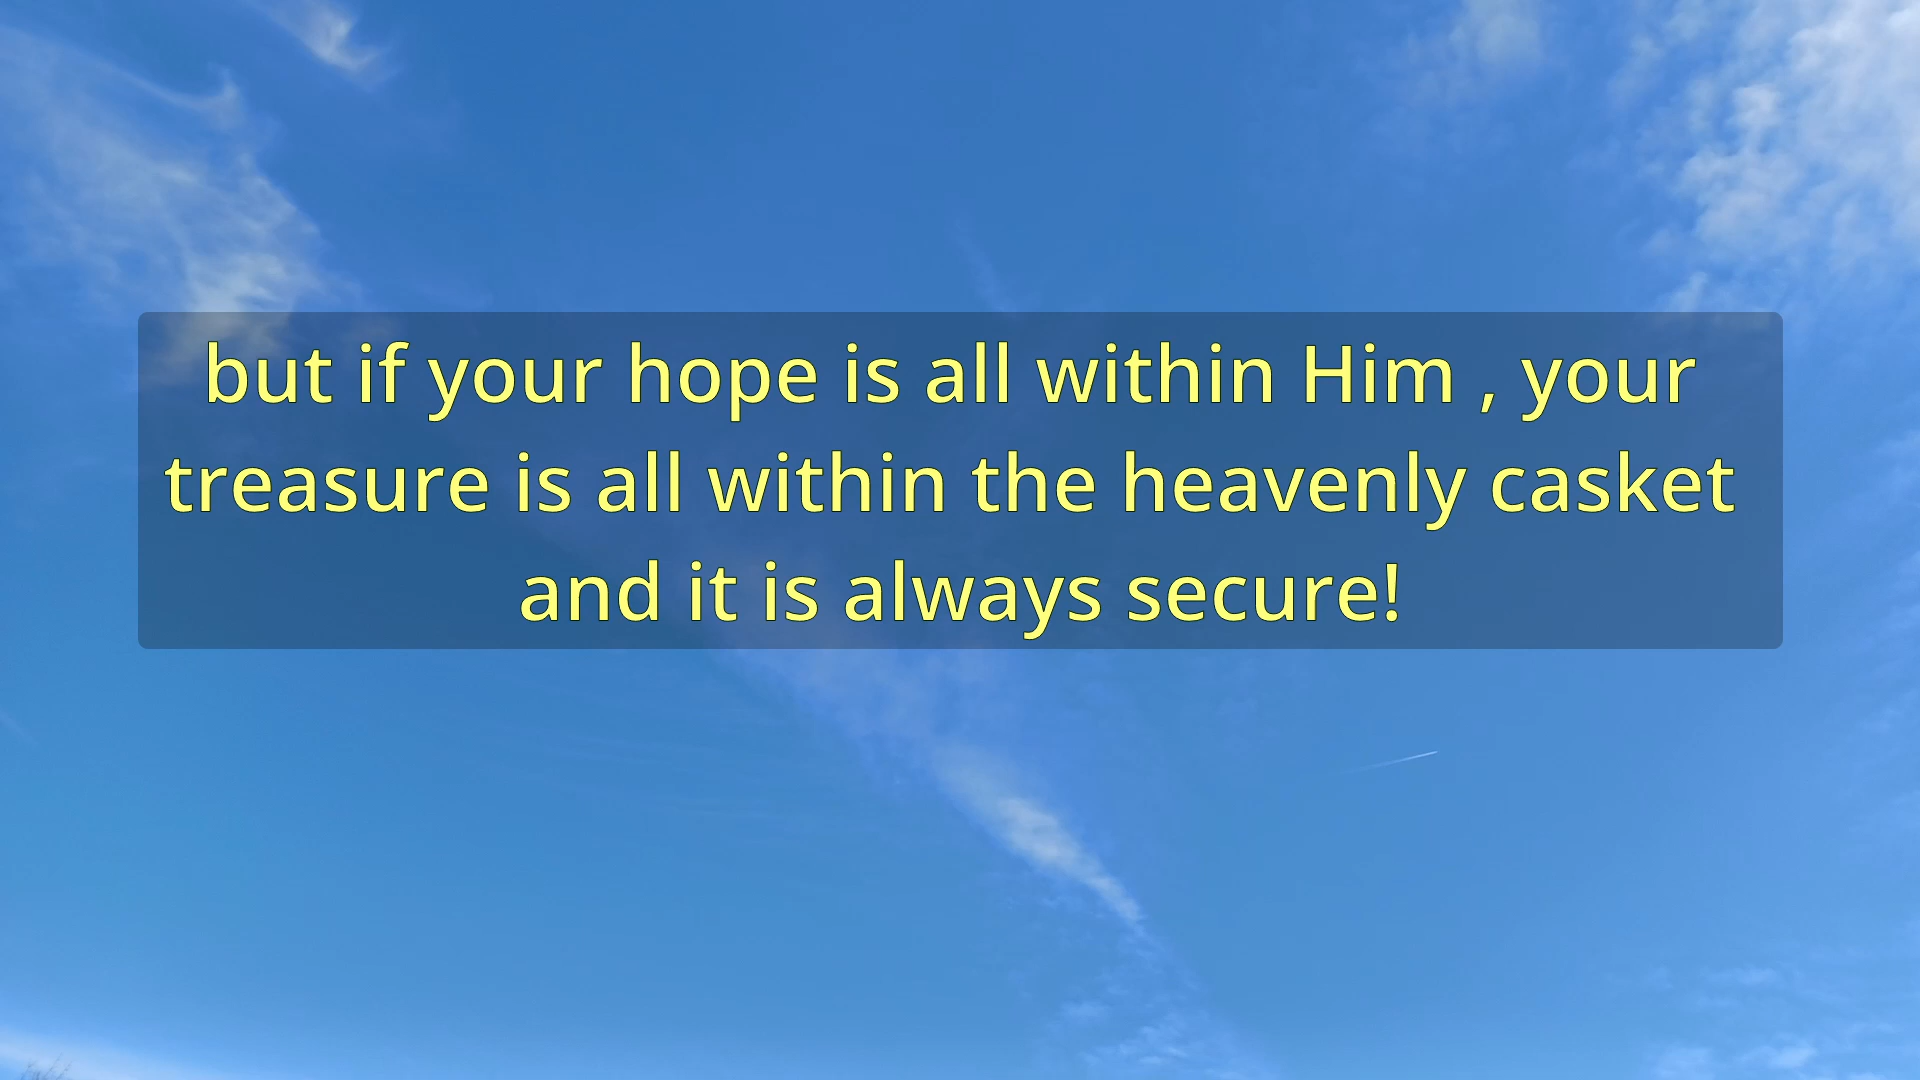 but if your hope is all within Him , your
treasure is all within the heavenly casket
and it is always secure!